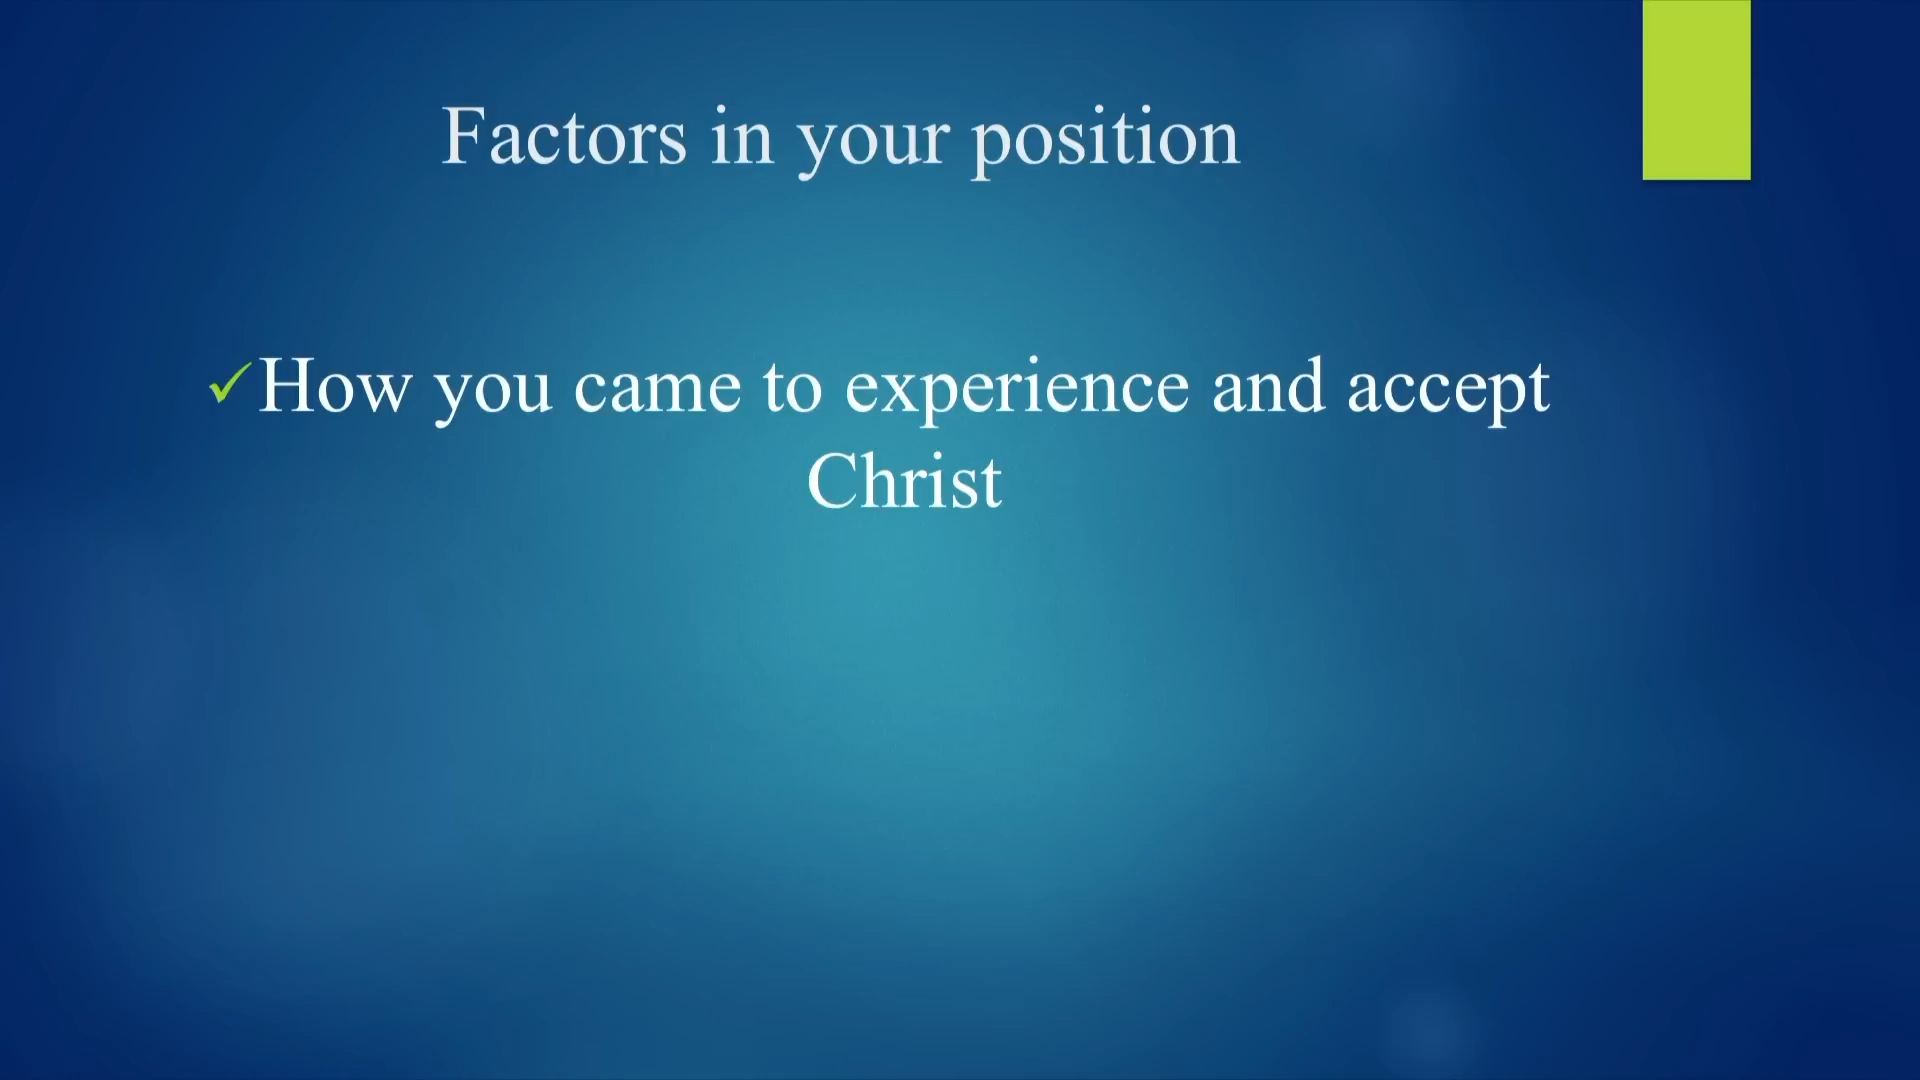 Factors in your position
✓How you came to experience and accept
Christ